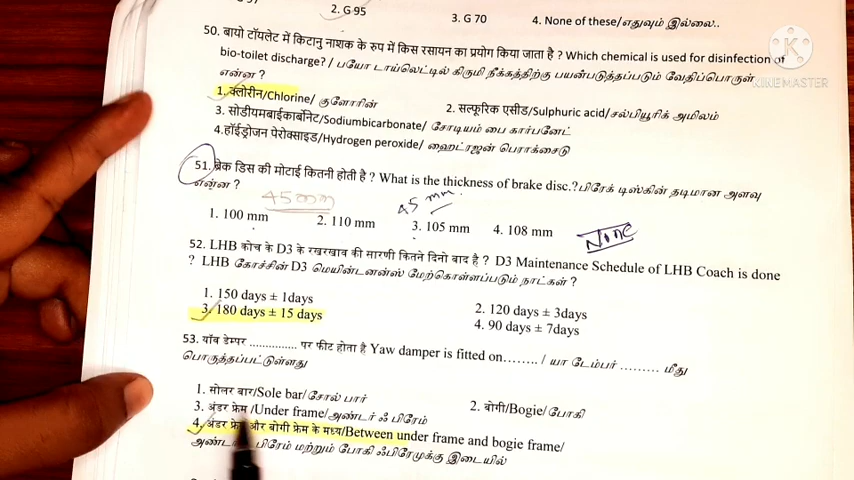 2. G 95
3. G 70
4. None of these/எதுவும் இல்லை..
50. बायो टॉयलेट में किटानु नाशक के रुप में किस रसायन का प्रयोग किया जाता है ? Which chemical is used for disinfection of
bio-toilet discharge? / பயோ டாய்லெட்டில் கிருமி நீக்கத்திற்கு பயன்படுத்தப்படும் வேதிப்பொருள்
என்ன ?
KINEMASTER
1. क्लोरीन/Chlorine/ குளோரின்
2. सल्फूरिक एसीड/Sulphuric acid/சல்பியூரிக் அமிலம்
3. सोडीयमबाईकार्बोनेट/Sodiumbicarbonate/ சோடியம் பை கார்பனேட்
4.हॉईड्रोजन पेरोक्साइड/Hydrogen peroxide/ ஹைட்ரஜன் பெராக்சைடு
51. ब्रेक डिस की मोटाई कितनी होती है ? What is the thickness of brake disc.?பிரேக் டிஸ்கின் தடிமான அளவு
என்ன ?
45mm
45 mm
1. 100 mm
2. 110 mm
3. 105 mm
4. 108 mm
None
52. LHB कोच के D3 के रखरखाव की सारणी कितने दिनो बाद है ? D3 Maintenance Schedule of LHB Coach is done
? LHB கோச்சின் D3 மெயின்டனன்ஸ் மேற்கொள்ளப்படும் நாட்கள் ?
1. 150 days ± 1days
2. 120 days ± 3days
3. 180 days ± 15 days
4. 90 days ± 7days
53. यॉव डेम्पर ............... पर फीट होता है Yaw damper is fitted on…….. / யா டேம்பர் ......... மீது
பொருத்தப்பட்டுள்ளது
1. सोलर बार/Sole bar/சோல் பார்
2. बोगी/Bogie/போகி
3. अंडर फ्रेम /Under frame/அண்டர் ஃ பிரேம்
4. अंडर फ्रेम और बोगी फ्रेम के मध्य/Between under frame and bogie frame/
பிரேம் மற்றும் போகி ஃபிரேமுக்கு இடையில்